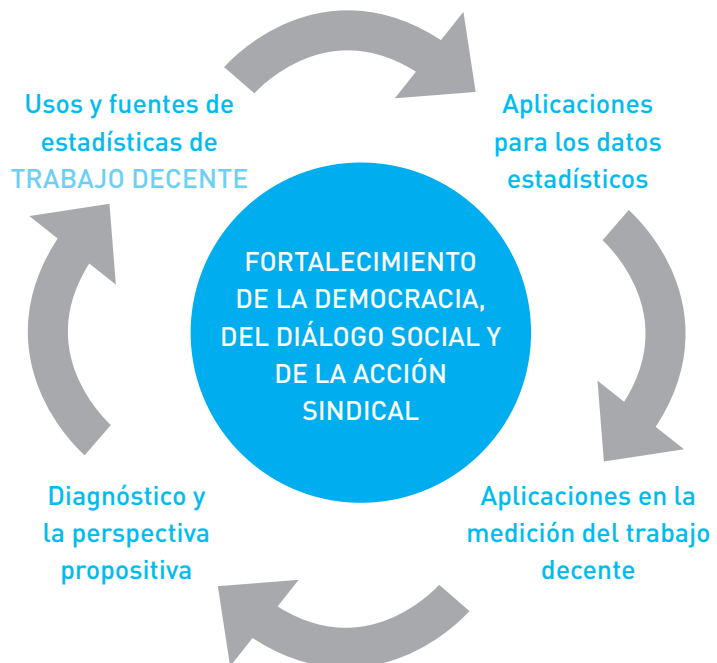 Usos y fuentes de
estadísticas de
TRABAJO DECENTE
Aplicaciones
para los datos
estadísticos
FORTALECIMIENTO
DE LA DEMOCRACIA,
DEL DIÁLOGO SOCIAL Y
DE LA ACCIÓN
SINDICAL
Diagnóstico y
la perspectiva
propositiva
Aplicaciones en la
medición del trabajo
decente